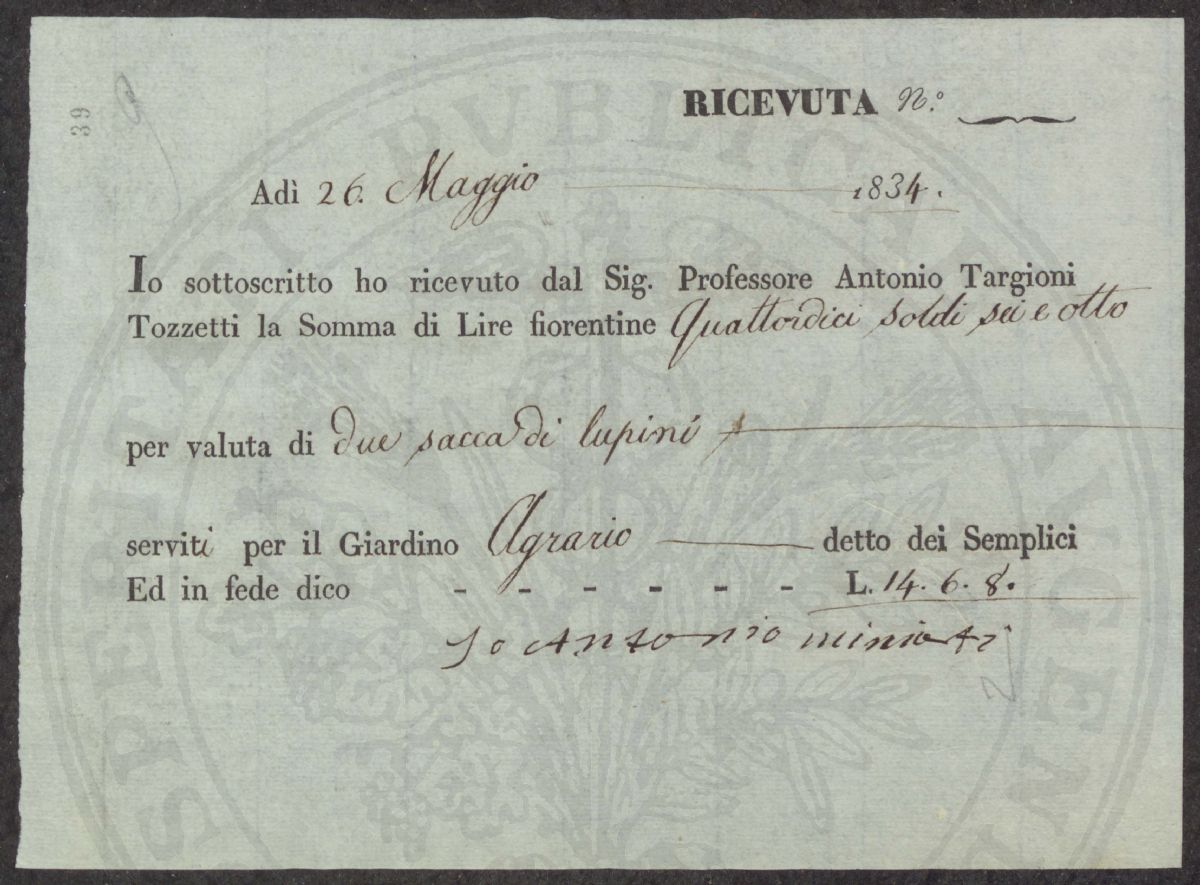 39
RICEVUTA N.°
Adì 26. Maggio 1834.
Io sottoscritto ho ricevuto dal Sig. Professore Antonio Targioni
Tozzetti la Somma di Lire fiorentine Quattordici soldi sei e otto
per valuta di due sacca di lupini
serviti per il Giardino Agrario detto dei Semplici
Ed in fede dico - - - - - - L. 14. 6. 8.
Io Antonio miniati